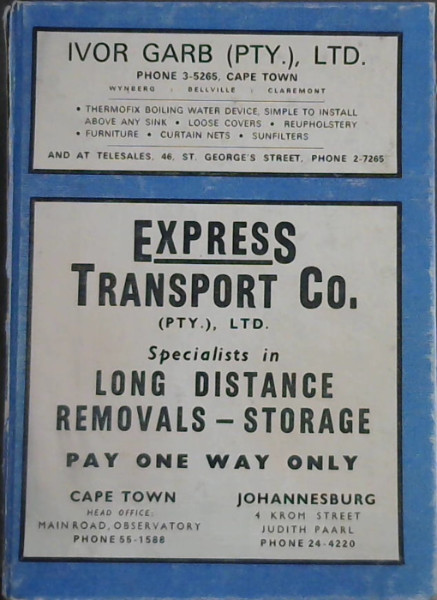 IVOR GARB (PTY.), LTD.
PHONE 3-5265, CAPE TOWN
WYNBERG : BELLVILLE : CLAREMONT
• THERMOFIX BOILING WATER DEVICE, SIMPLE TO INSTALL
ABOVE ANY SINK • LOOSE COVERS • REUPHOLSTERY
• FURNITURE • CURTAIN NETS • SUNFILTERS
AND AT TELESALES, 46, ST. GEORGE'S STREET, PHONE 2-7265
EXPRESS
TRANSPORT CO.
(PTY.), LTD.
Specialists in
LONG DISTANCE
REMOVALS – STORAGE
PAY ONE WAY ONLY
CAPE TOWN
HEAD OFFICE:
MAIN ROAD, OBSERVATORY
PHONE 55-1588
JOHANNESBURG
4 KROM STREET
JUDITH PAARL
PHONE 24-4220